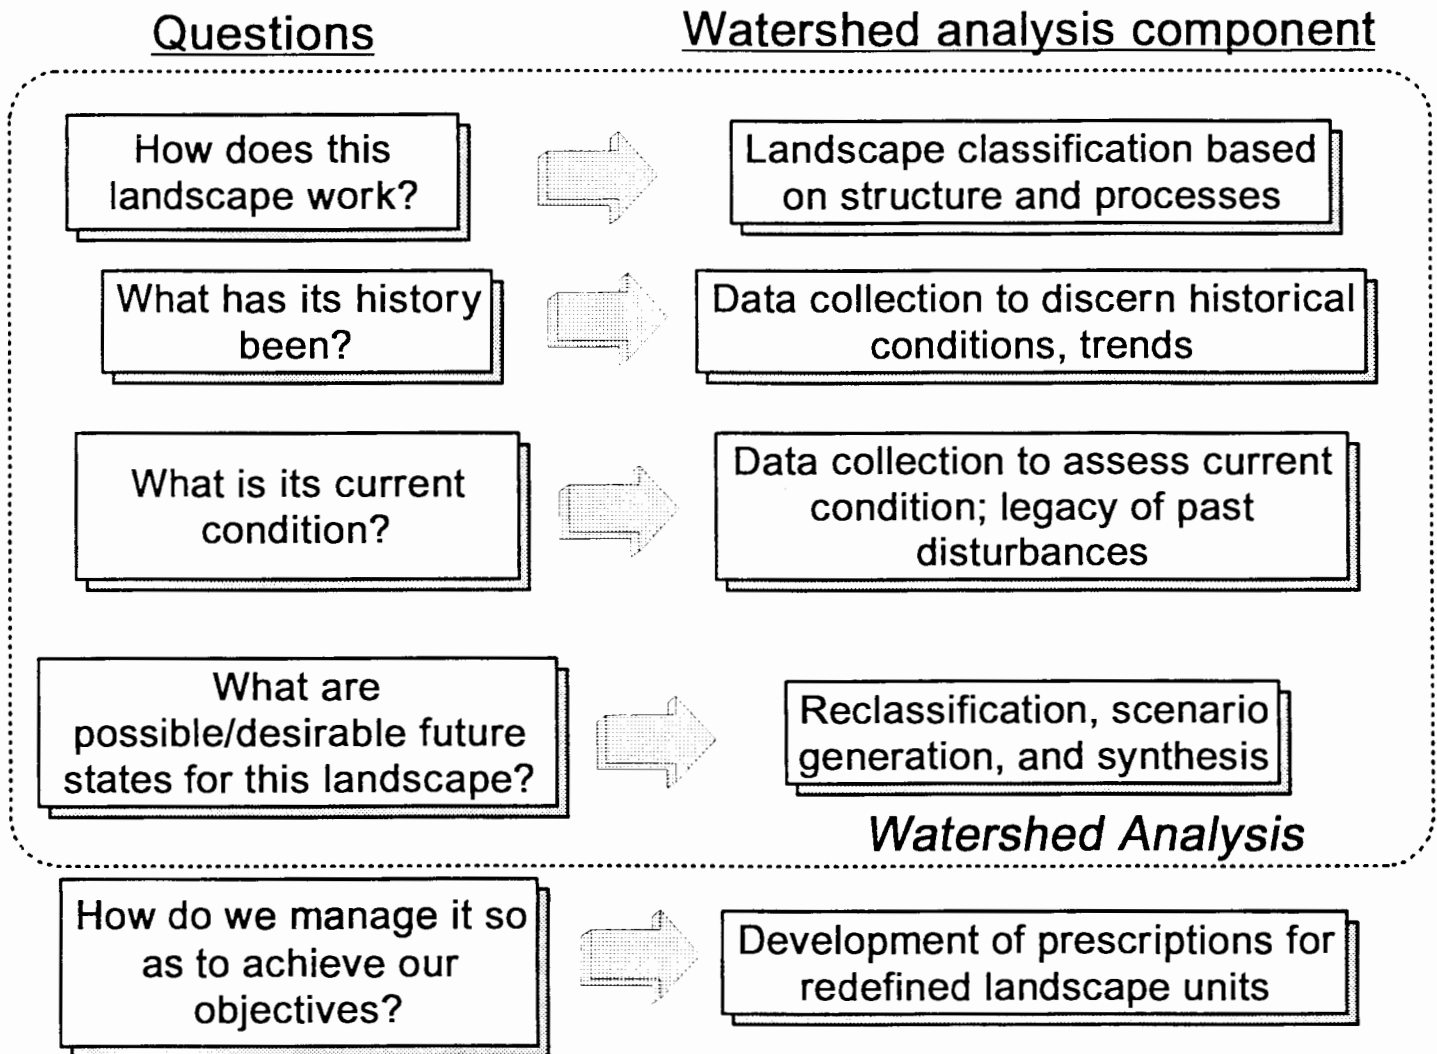 Questions
Watershed analysis component
How does this
landscape work?
Landscape classification based
on structure and processes
What has its history
been?
Data collection to discern historical
conditions, trends
What is its current
condition?
Data collection to assess current
condition; legacy of past
disturbances
What are
possible/desirable future
states for this landscape?
Reclassification, scenario
generation, and synthesis
Watershed Analysis
How do we manage it so
as to achieve our
objectives?
Development of prescriptions for
redefined landscape units